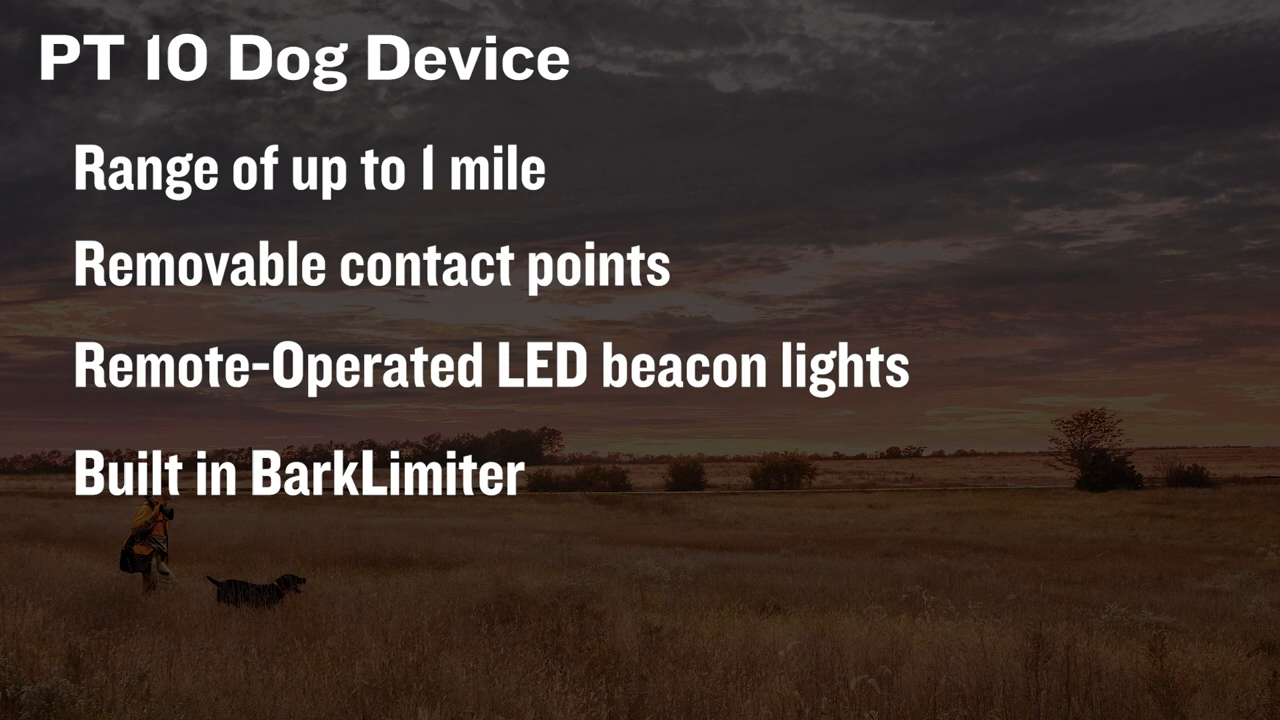 PT 10 Dog Device
Range of up to 1 mile
Removable contact points
Remote-Operated LED beacon lights
Built in BarkLimiter